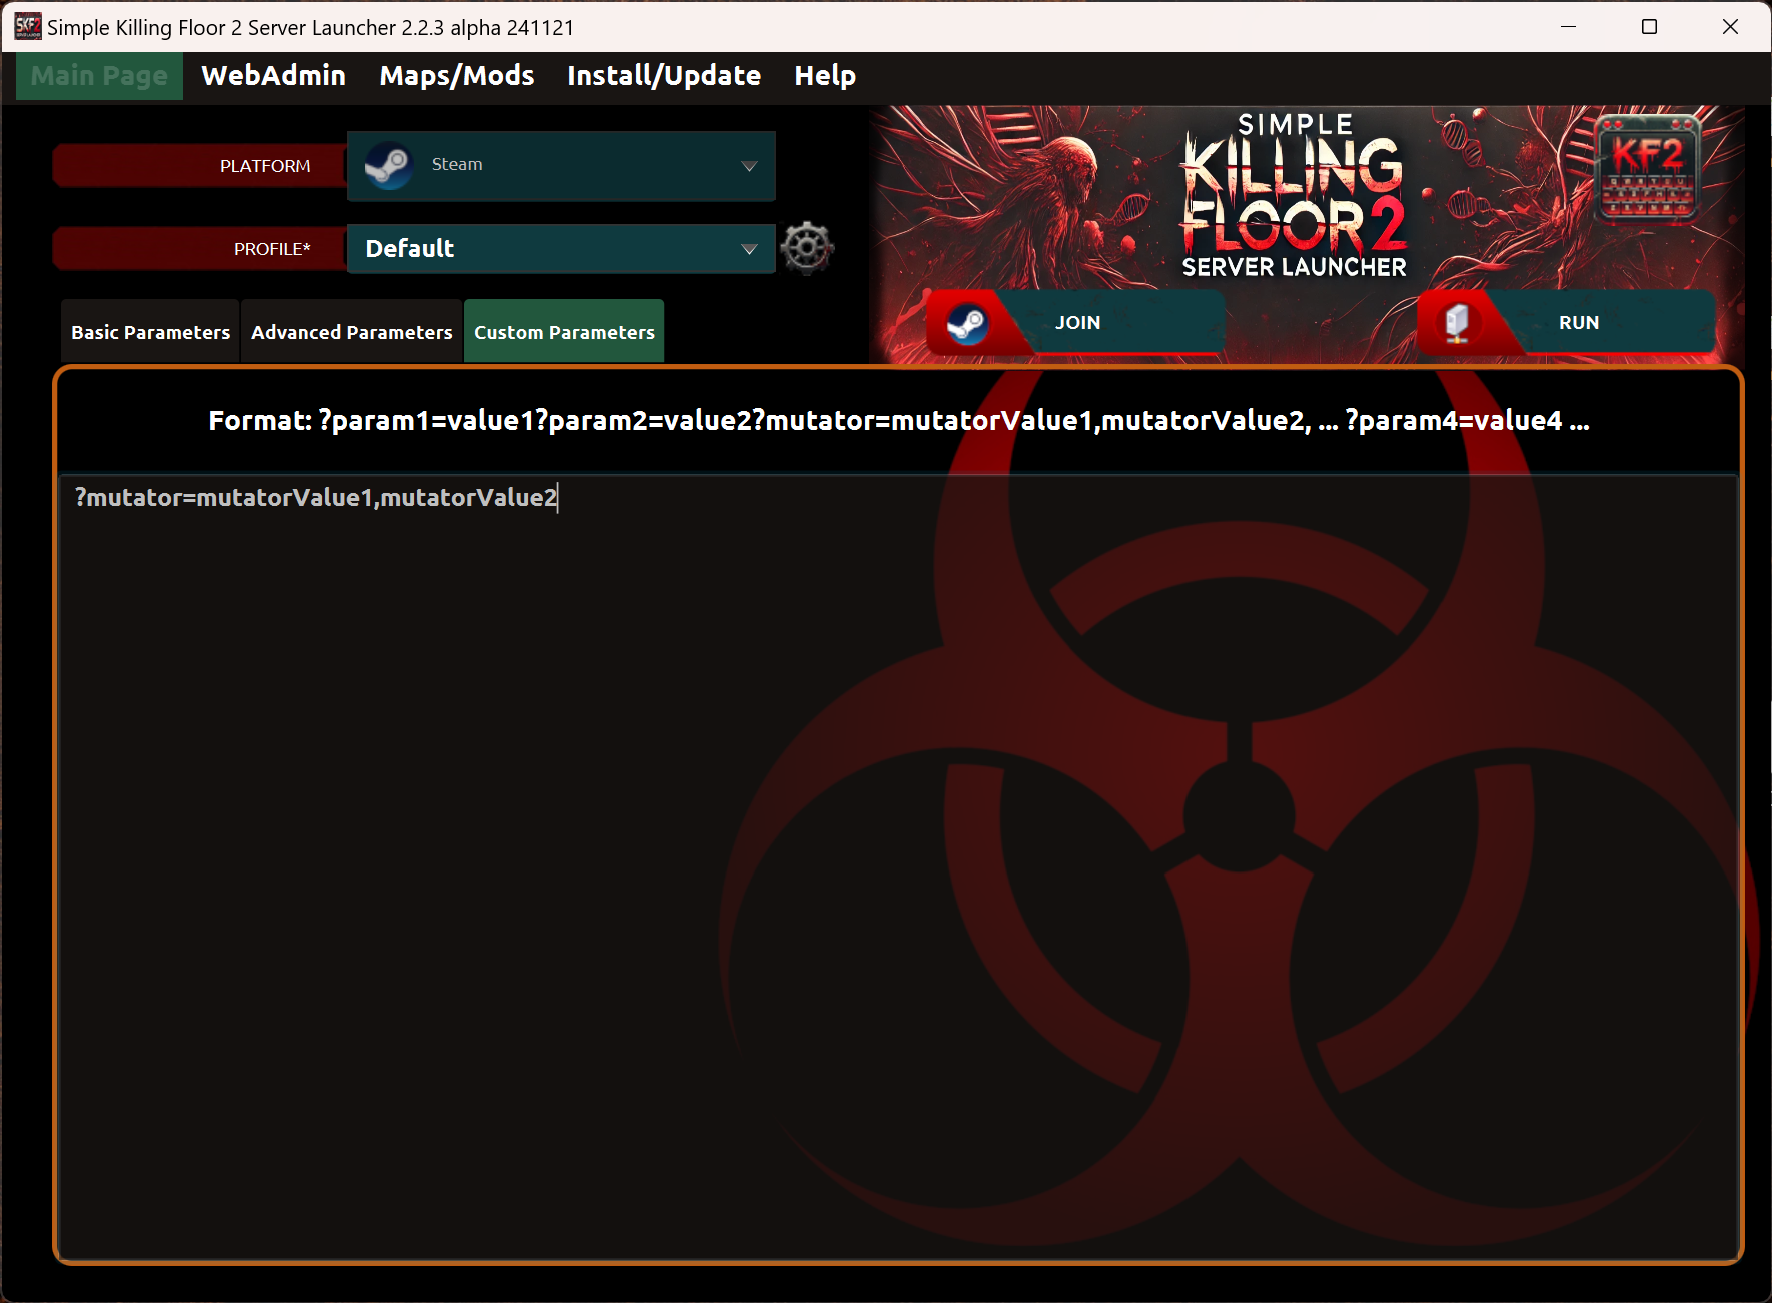 SKF2
Simple Killing Floor 2 Server Launcher 2.2.3 alpha 241121
Main Page WebAdmin Maps/Mods Install/Update Help
PLATFORM Steam
PROFILE* Default
SIMPLE
KILLING
FLOOR 2
SERVER LAUNCHER
KF2
JOIN RUN
Basic Parameters Advanced Parameters Custom Parameters
Format: ?param1=value1?param2=value2?mutator=mutatorValue1,mutatorValue2, ... ?param4=value4 ...
?mutator=mutatorValue1,mutatorValue2